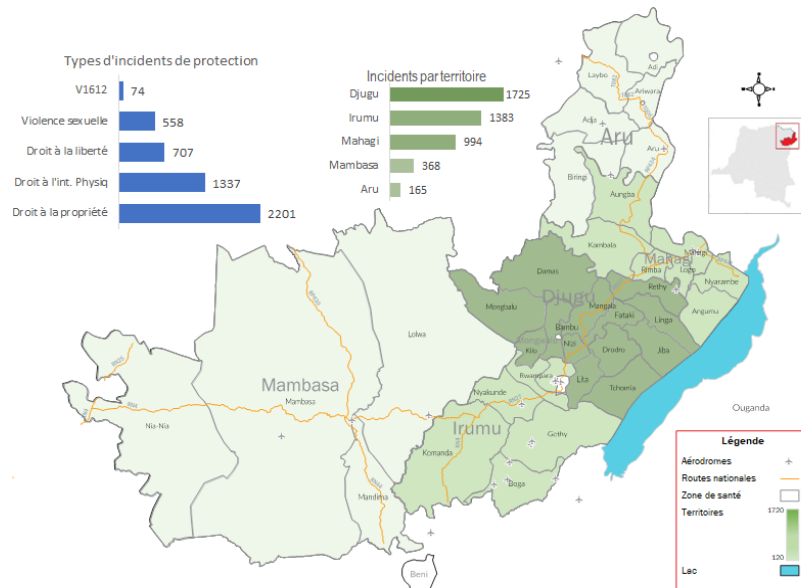 Types d'incidents de protection
V1612
74
Violence sexuelle
558
Droit à la liberté
707
Droit à l'int. Physiq
1337
Droit à la propriété
2201
Incidents par territoire
Djugu
1725
Irumu
1383
Mahagi
994
Mambasa
368
Aru
165
Adi
Laybo
Ariwara
Adja
Aru
Aru
Biringi
Aungba
Kambala
Mahagi
Mahagi
Rimba
Logo
Nyarambe
Damas
Rethy
Angumu
Djugu
Mongbalu
Mangala
Fataki
Linga
Bambu
Mongwalu
Kilo
Nizi
Drodro
Jiba
Lolwa
Rwampara
Lita
Tchomia
Nyakunde
Mambasa
Mambasa
Nia-Nia
Irumu
Gethy
Komanda
Boga
Mandima
Beni
Ouganda
Légende
Aérodromes
Routes nationales
Zone de santé
Territoires
1720
120
Lac